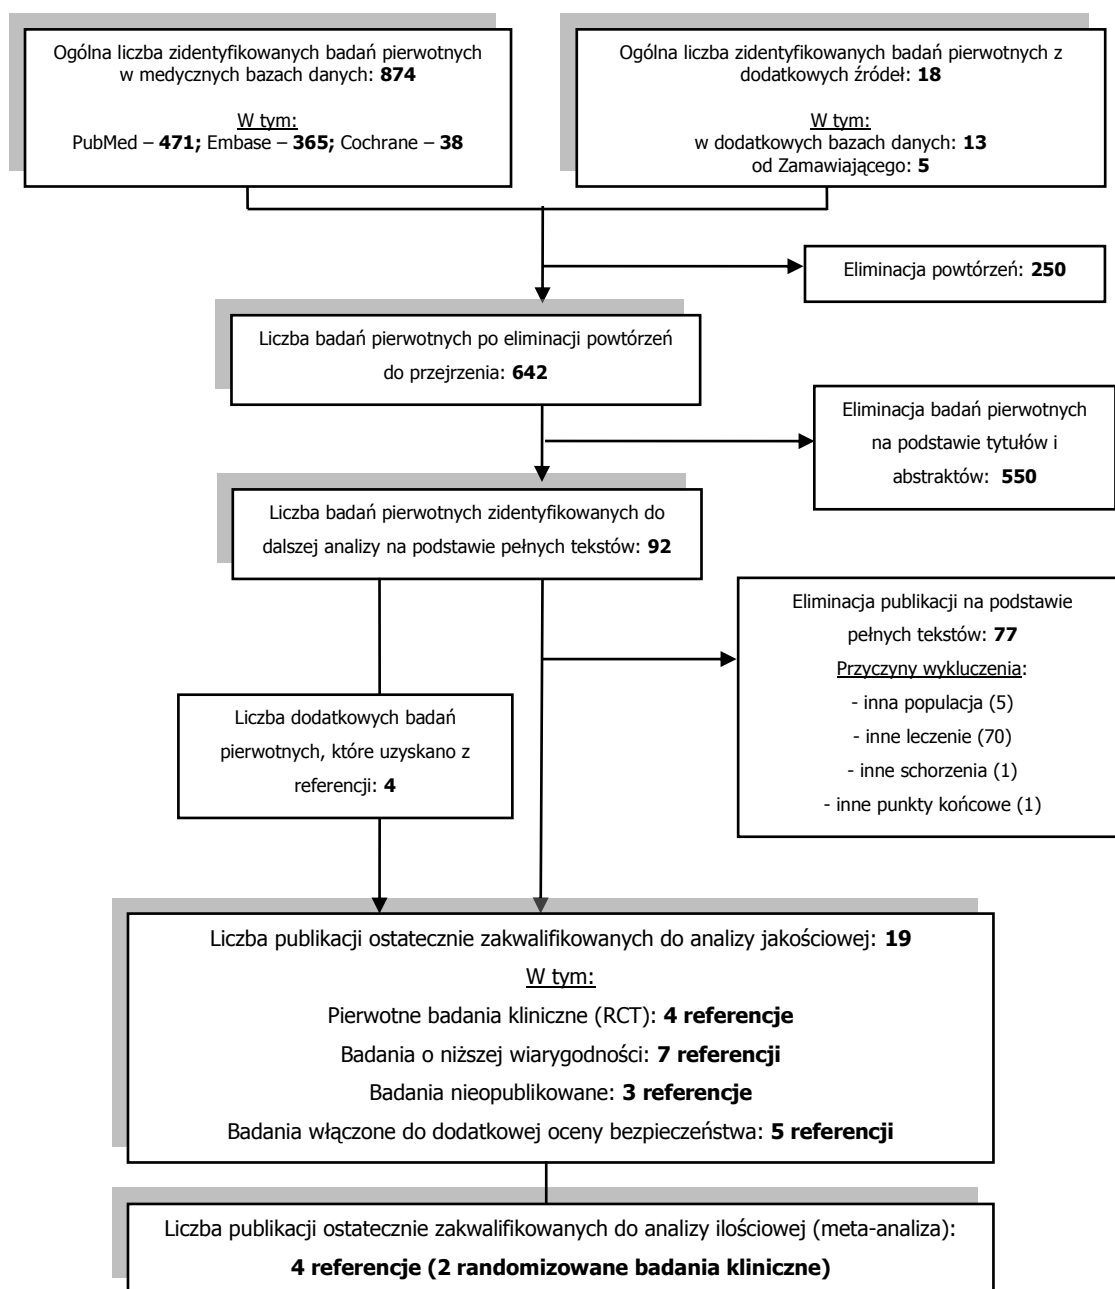 Ogólna liczba zidentyfikowanych badań pierwotnych
w medycznych bazach danych: 874
W tym:
PubMed – 471; Embase – 365; Cochrane – 38
Ogólna liczba zidentyfikowanych badań pierwotnych z
dodatkowych źródeł: 18
W tym:
w dodatkowych bazach danych: 13
od Zamawiającego: 5
Eliminacja powtórzeń: 250
Liczba badań pierwotnych po eliminacji powtórzeń
do przejrzenia: 642
Eliminacja badań pierwotnych
na podstawie tytułów i
abstraktów: 550
Liczba badań pierwotnych zidentyfikowanych do
dalszej analizy na podstawie pełnych tekstów: 92
Eliminacja publikacji na podstawie
pełnych tekstów: 77
Przyczyny wykluczenia:
- inna populacja (5)
- inne leczenie (70)
- inne schorzenia (1)
- inne punkty końcowe (1)
Liczba dodatkowych badań
pierwotnych, które uzyskano z
referencji: 4
Liczba publikacji ostatecznie zakwalifikowanych do analizy jakościowej: 19
W tym:
Pierwotne badania kliniczne (RCT): 4 referencje
Badania o niższej wiarygodności: 7 referencji
Badania nieopublikowane: 3 referencje
Badania włączone do dodatkowej oceny bezpieczeństwa: 5 referencji
Liczba publikacji ostatecznie zakwalifikowanych do analizy ilościowej (meta-analiza):
4 referencje (2 randomizowane badania kliniczne)